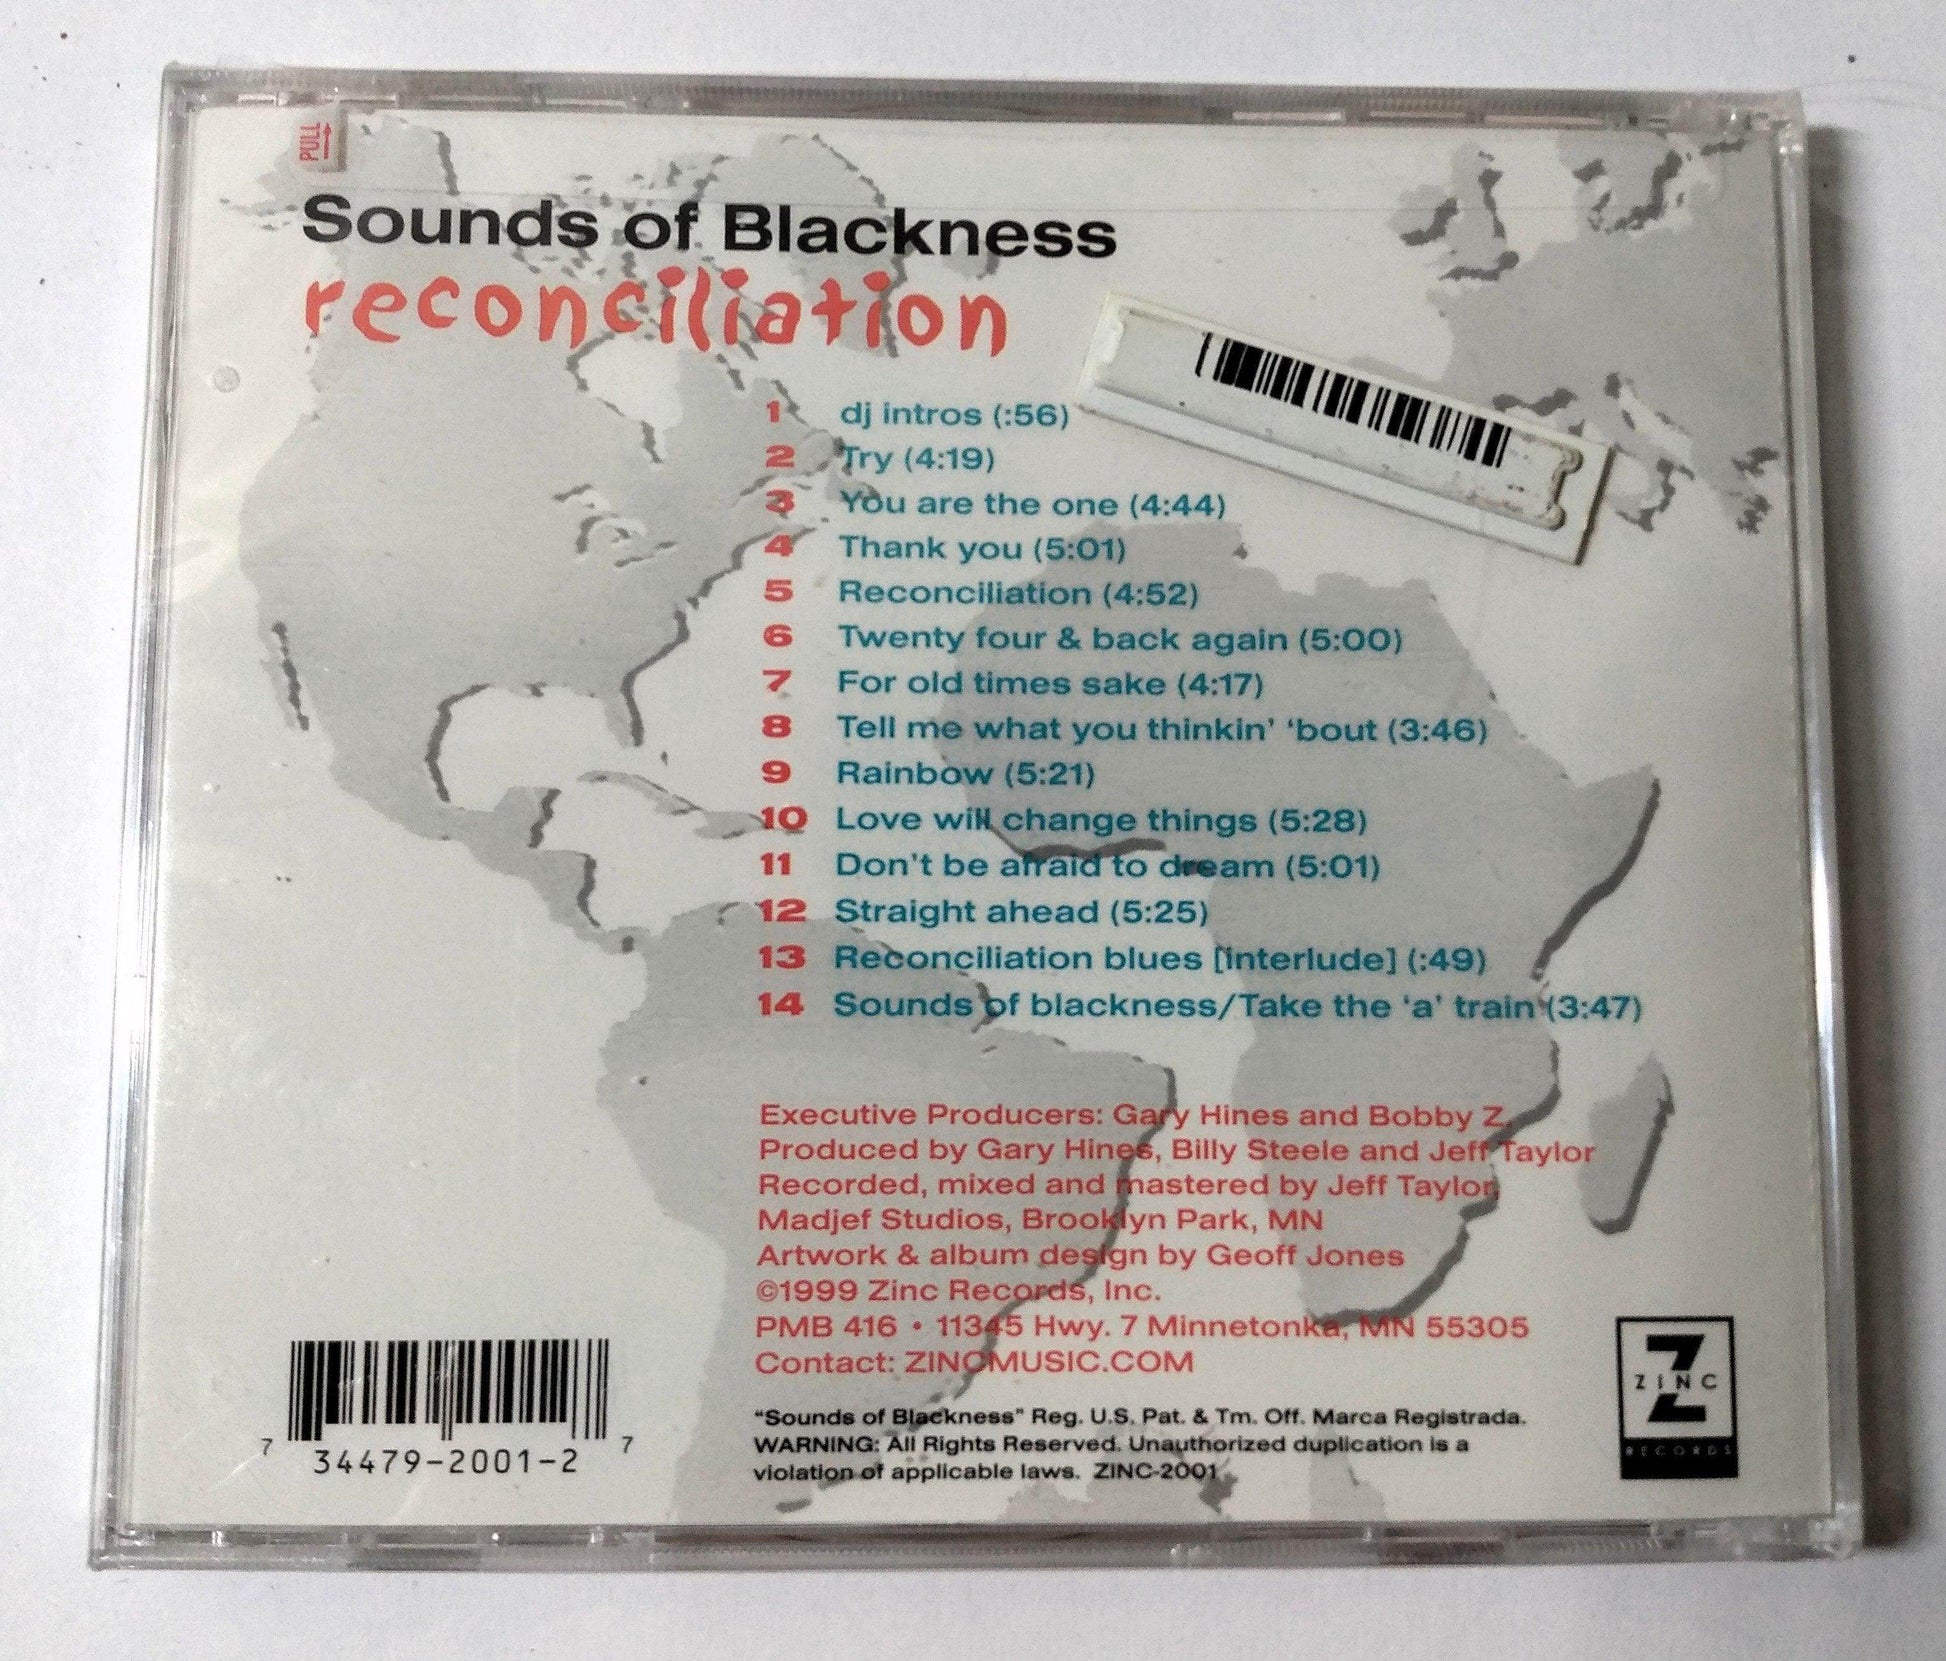 PULL
Sounds of Blackness
reconciliation
1 dj intros (:56)
2 Try (4:19)
3 You are the one (4:44)
4 Thank you (5:01)
5 Reconciliation (4:52)
6 Twenty four & back again (5:00)
7 For old times sake (4:17)
8 Tell me what you thinkin' 'bout (3:46)
9 Rainbow (5:21)
10 Love will change things (5:28)
11 Don't be afraid to dream (5:01)
12 Straight ahead (5:25)
13 Reconciliation blues [interlude] (:49)
14 Sounds of blackness/Take the 'a' train (3:47)
Executive Producers: Gary Hines and Bobby Z.
Produced by Gary Hines, Billy Steele and Jeff Taylor
Recorded, mixed and mastered by Jeff Taylor,
Madjef Studios, Brooklyn Park, MN
Artwork & album design by Geoff Jones
©1999 Zinc Records, Inc.
PMB 416 • 11345 Hwy. 7 Minnetonka, MN 55305
Contact: ZINCMUSIC.COM
"Sounds of Blackness" Reg. U.S. Pat. & Tm. Off. Marca Registrada.
WARNING: All Rights Reserved. Unauthorized duplication is a
violation of applicable laws. ZINC-2001
7 34479-2001-2 7
Z
ZINC
RECORDS